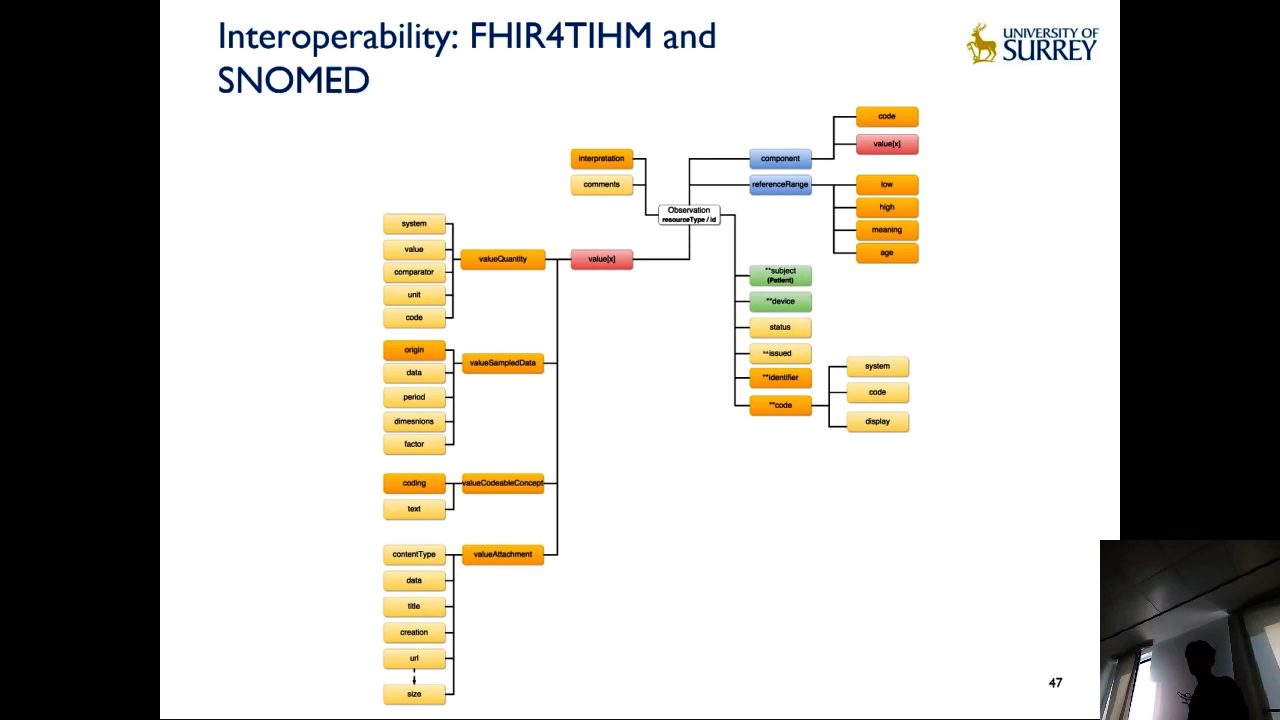 Interoperability: FHIR4TIHM and
SNOMED
UNIVERSITY OF
SURREY
code
value[x]
interpretation
comments
component
referenceRange
low
high
meaning
age
Observation
resourceType / id
system
value
comparator
unit
code
valueQuantity
value[x]
**subject
(Patient)
**device
status
**issued
**identifier
**code
system
code
display
origin
data
period
dimesnions
factor
valueSampledData
coding
text
valueCodeableConcept
contentType
data
title
creation
url
size
valueAttachment
47